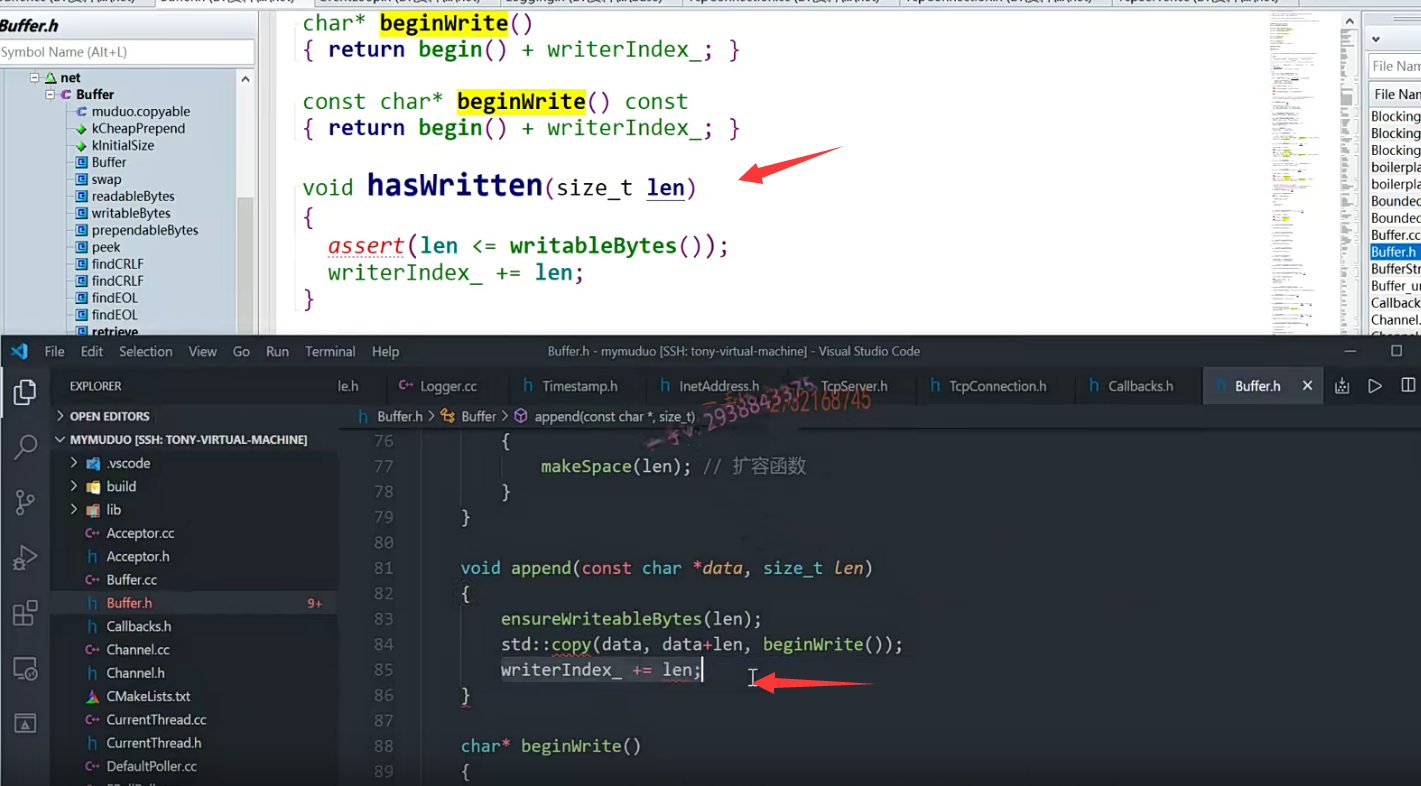 Buffer.h
Symbol Name (Alt+L)
net
Buffer
muduo.copyable
kCheapPrepend
kInitialSize
Buffer
swap
readableBytes
writableBytes
prependableBytes
peek
findCRLF
findCRLF
findEOL
findEOL
retrieve
char* beginWrite()
{ return begin() + writerIndex_; }
const char* beginWrite() const
{ return begin() + writerIndex_; }
void hasWritten(size_t len)
{
assert(len <= writableBytes());
writerIndex_ += len;
}
File Nam
File Nan
Blocking
Blocking
Blocking
boilerpla
boilerpla
Bounded
Bounded
Buffer.cc
Buffer.h
BufferStr
Buffer_ur
Callback:
Channel.
File Edit Selection View Go Run Terminal Help
Buffer.h - mymuduo [SSH: tony-virtual-machine] - Visual Studio Code
EXPLORER
le.h
C++ Logger.cc
h Timestamp.h
h InetAddress.h
TcpServer.h
h TcpConnection.h
h Callbacks.h
h Buffer.h
OPEN EDITORS
h Buffer.h > Buffer > append(const char *, size_t)
2938843375
2732168745
MYMUDUO [SSH: TONY-VIRTUAL-MACHINE]
.vscode
build
lib
C++ Acceptor.cc
h Acceptor.h
C++ Buffer.cc
h Buffer.h 9+
h Callbacks.h
C++ Channel.cc
h Channel.h
CMakeLists.txt
C++ CurrentThread.cc
h CurrentThread.h
C++ DefaultPoller.cc
76 {
77 makeSpace(len); // 扩容函数
78 }
79 }
80
81 void append(const char *data, size_t len)
82 {
83 ensureWriteableBytes(len);
84 std::copy(data, data+len, beginWrite());
85 writerIndex_ += len;
86 }
87
88 char* beginWrite()
89 {